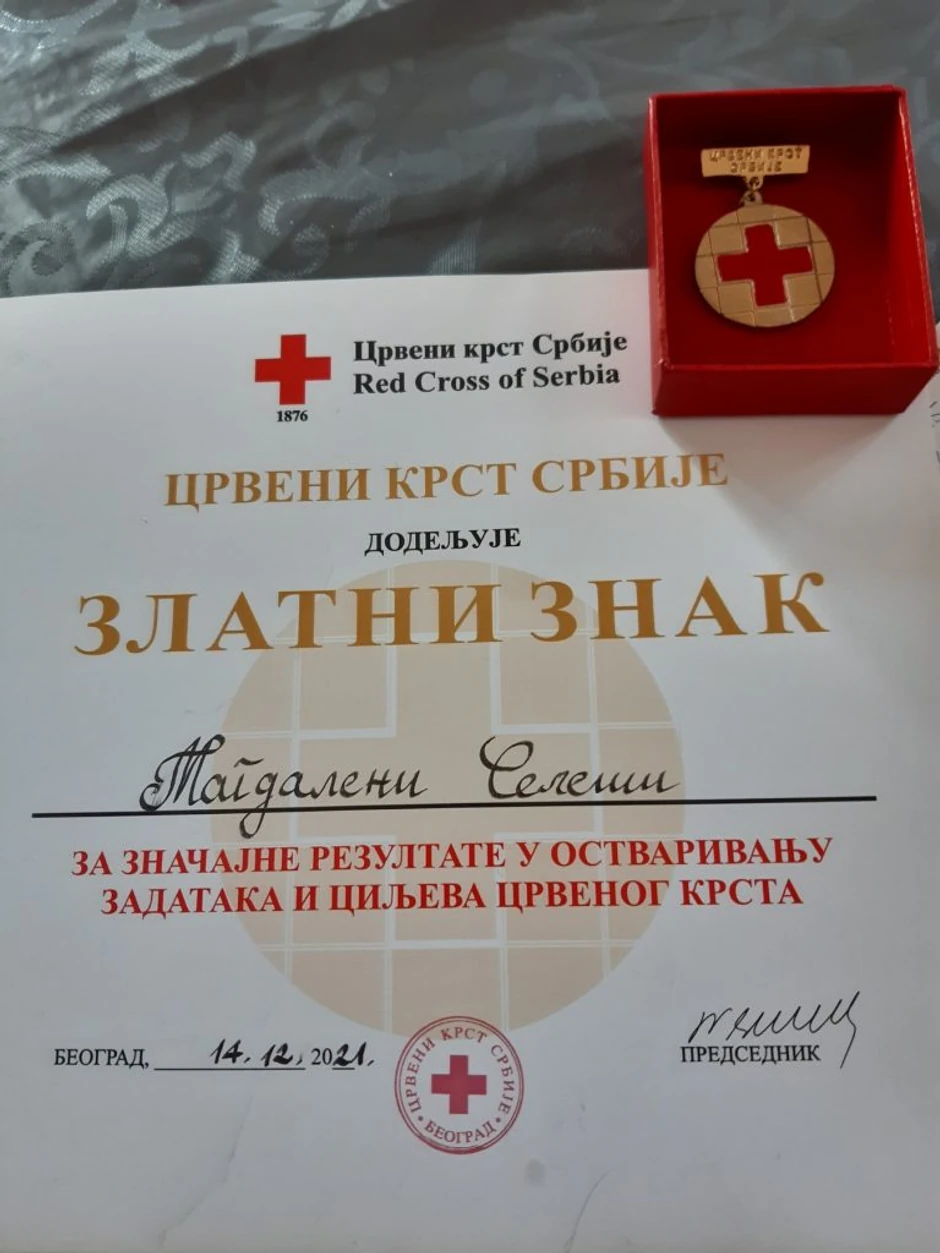 ЦРВЕНИ КРСТ
СРБИЈЕ
Црвени крст Србије
Red Cross of Serbia
1876
ЦРВЕНИ КРСТ СРБИЈЕ
ДОДЕЉУЈЕ
ЗЛАТНИ ЗНАК
Магдалени Селеши
ЗА ЗНАЧАЈНЕ РЕЗУЛТАТЕ У ОСТВАРИВАЊУ
ЗАДАТАКА И ЦИЉЕВА ЦРВЕНОГ КРСТА
БЕОГРАД, 14. 12. 2021.
ПРЕДСЕДНИК
ЦРВЕНИ КРСТ СРБИЈЕ
• БЕОГРАД •